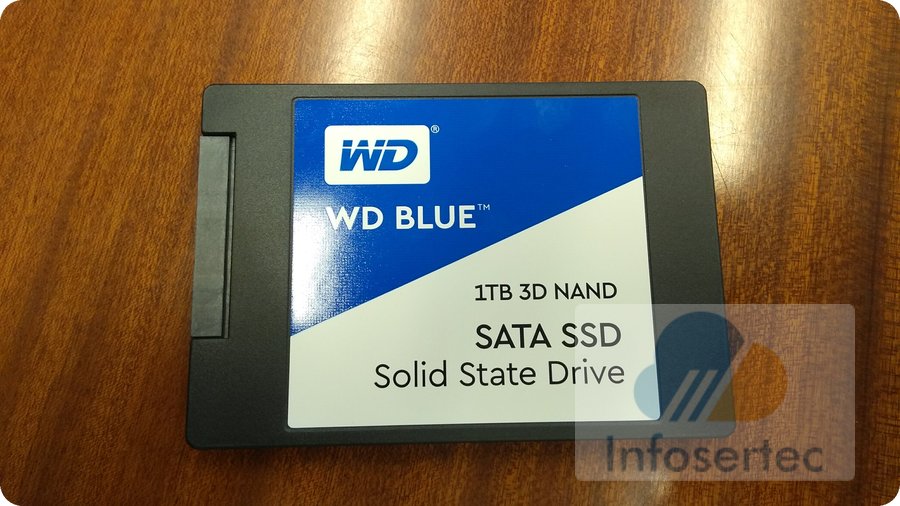 WD®
WD BLUE™
1TB 3D NAND
SATA SSD
Solid State Drive
Infosertec